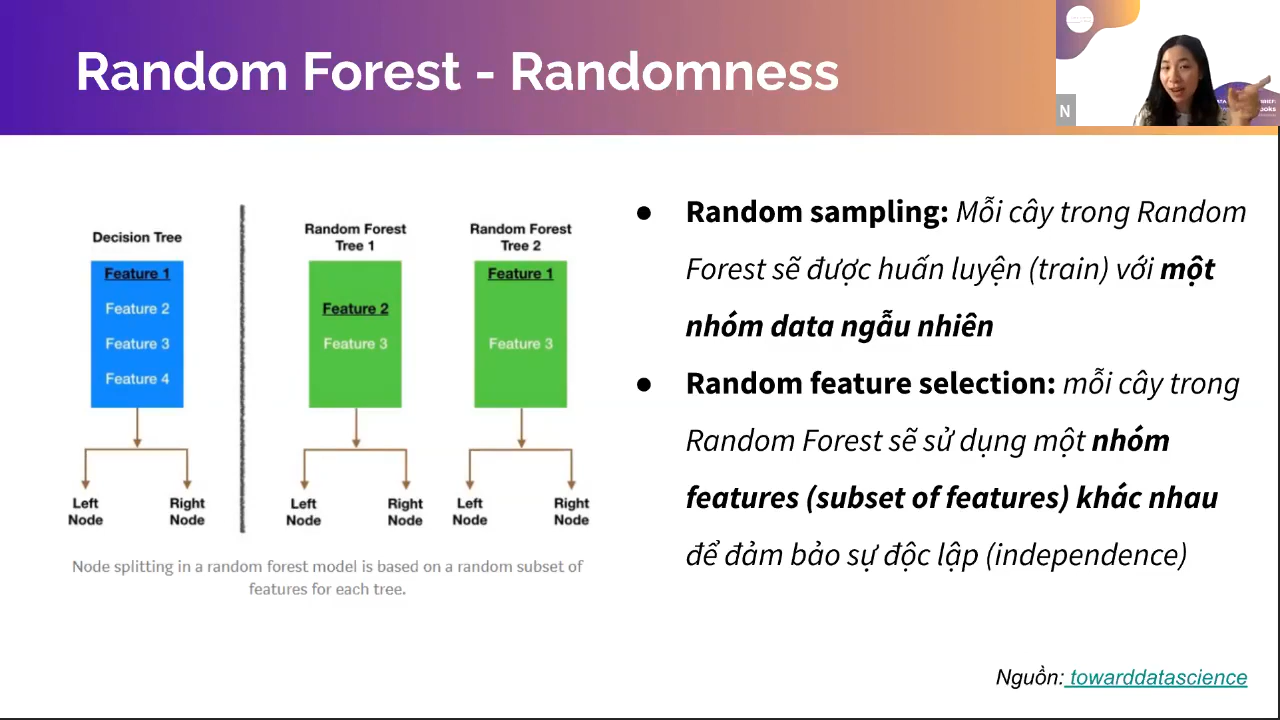 Random Forest - Randomness
N
Decision Tree
Feature 1
Feature 2
Feature 3
Feature 4
Left
Node
Right
Node
Random Forest
Tree 1
Feature 2
Feature 3
Left
Node
Right
Node
Random Forest
Tree 2
Feature 1
Feature 3
Left
Node
Right
Node
Node splitting in a random forest model is based on a random subset of
features for each tree.
● Random sampling: Mỗi cây trong Random
Forest sẽ được huấn luyện (train) với một
nhóm data ngẫu nhiên
● Random feature selection: mỗi cây trong
Random Forest sẽ sử dụng một nhóm
features (subset of features) khác nhau
để đảm bảo sự độc lập (independence)
Nguồn: towarddatascience